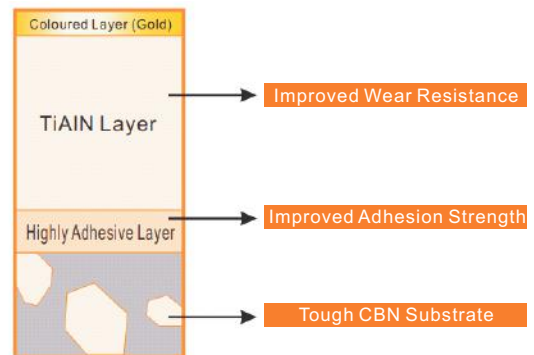 Coloured Layer (Gold)
TiAlN Layer
Improved Wear Resistance
Highly Adhesive Layer
Improved Adhesion Strength
Tough CBN Substrate